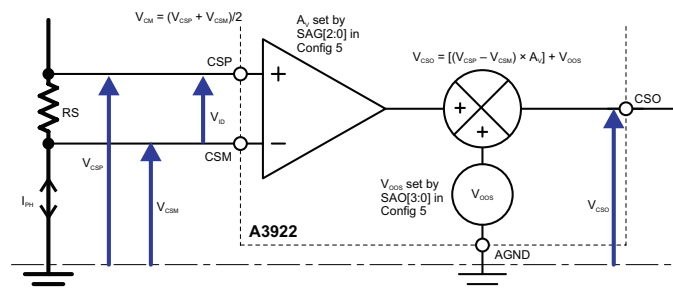 V_CM = (V_CSP + V_CSM)/2
A_V set by
SAG[2:0] in
Config 5
V_CSO = [(V_CSP – V_CSM) × A_V] + V_OOS
CSP
+
RS
V_ID
–
CSM
+
+
CSO
V_CSP
V_CSM
I_PH
V_OOS set by
SAO[3:0] in
Config 5
V_OOS
V_CSO
A3922
AGND